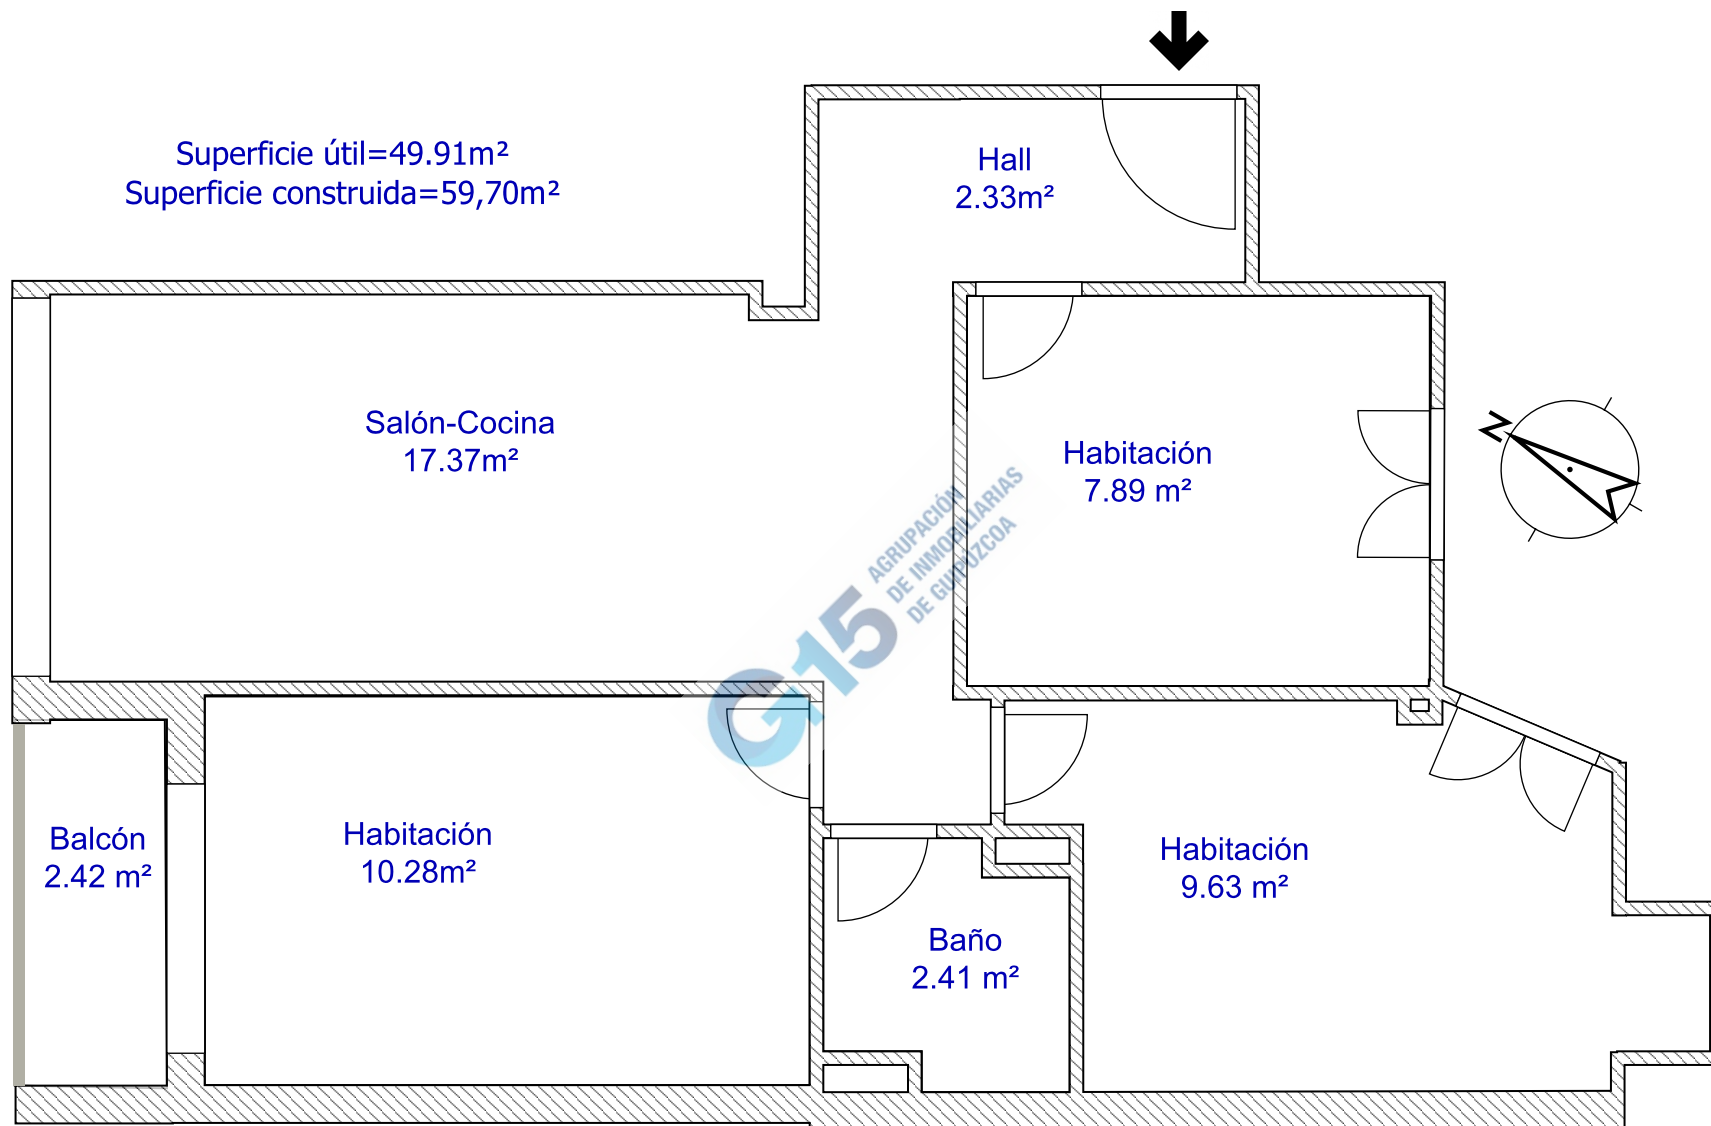 Superficie útil=49.91m²
Superficie construida=59,70m²
Hall
2.33m²
Salón-Cocina
17.37m²
Habitación
7.89 m²
N
AGRUPACIÓN
DE INMOBILIARIAS
DE GUIPÚZCOA
G15
Balcón
2.42 m²
Habitación
10.28m²
Habitación
9.63 m²
Baño
2.41 m²